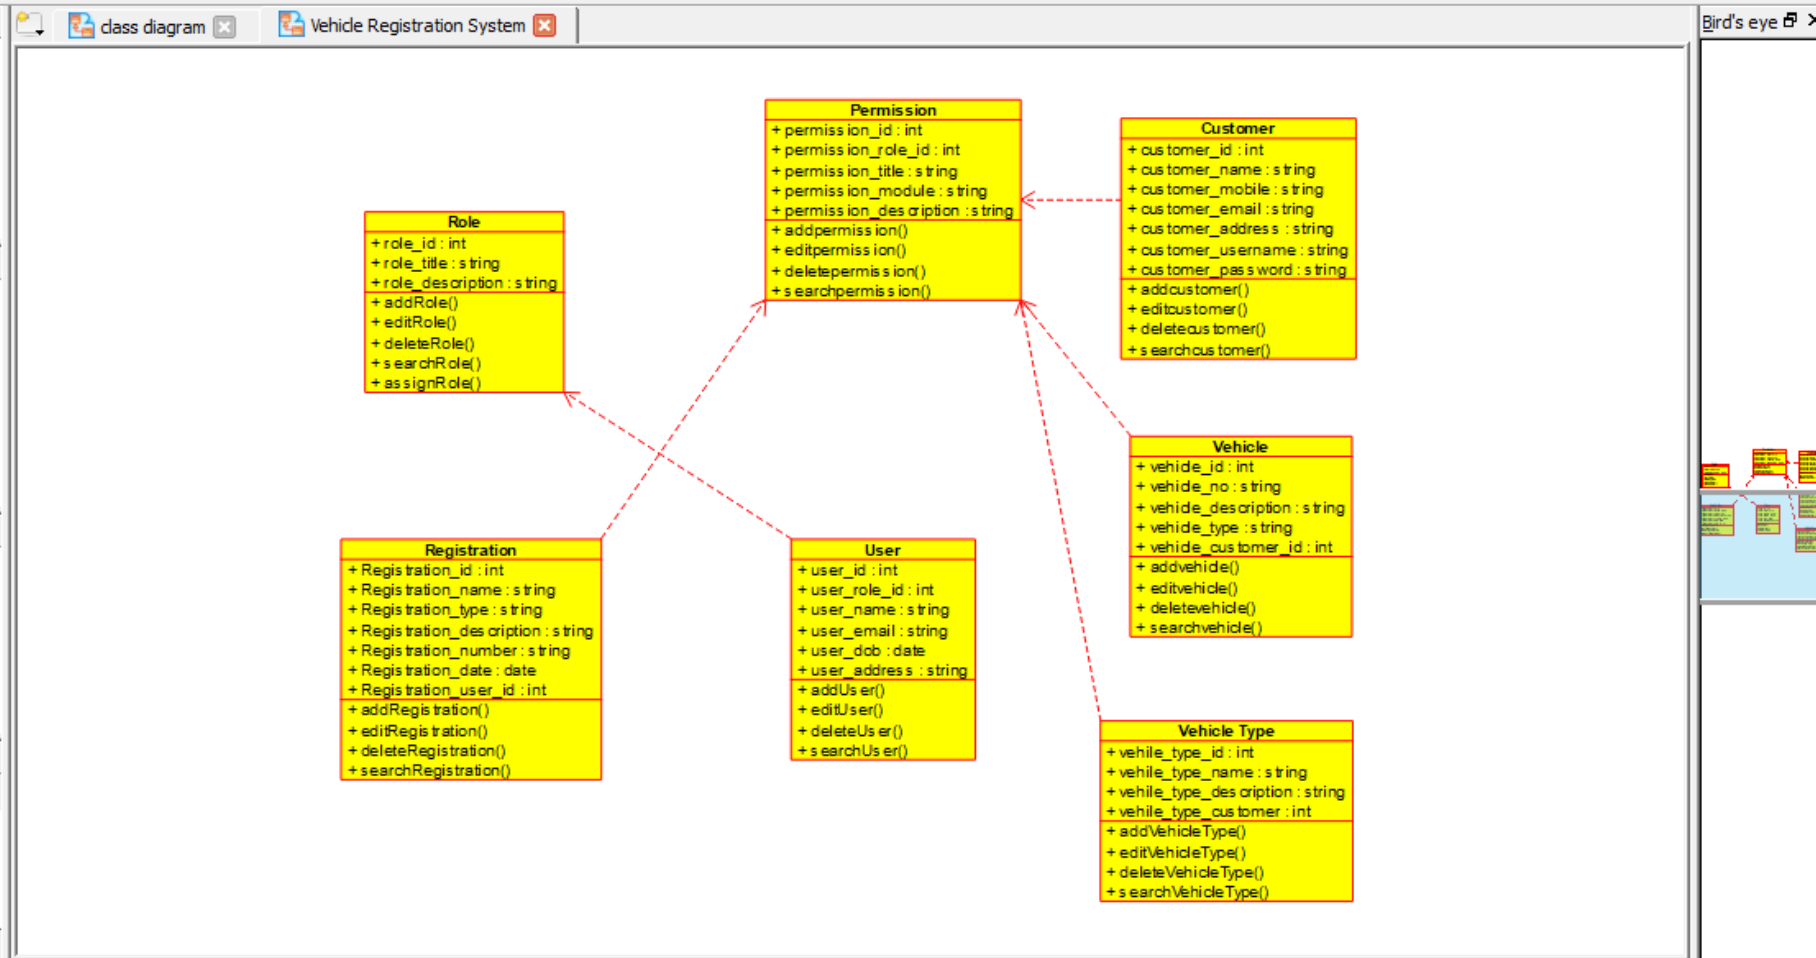 class diagram
Vehicle Registration System
Bird's eye
Permission
+ permission_id : int
+ permission_role_id : int
+ permission_title : string
+ permission_module : string
+ permission_description : string
+ addpermission()
+ editpermission()
+ deletepermission()
+ searchpermission()
Customer
+ customer_id : int
+ customer_name : string
+ customer_mobile : string
+ customer_email : string
+ customer_address : string
+ customer_username : string
+ customer_password : string
+ addcustomer()
+ editcustomer()
+ deletecustomer()
+ searchcustomer()
Role
+ role_id : int
+ role_title : string
+ role_description : string
+ addRole()
+ editRole()
+ deleteRole()
+ searchRole()
+ assignRole()
Vehicle
+ vehicle_id : int
+ vehicle_no : string
+ vehicle_description : string
+ vehicle_type : string
+ vehicle_customer_id : int
+ addvehicle()
+ editvehicle()
+ deletevehicle()
+ searchvehicle()
Registration
+ Registration_id : int
+ Registration_name : string
+ Registration_type : string
+ Registration_description : string
+ Registration_number : string
+ Registration_date : date
+ Registration_user_id : int
+ addRegistration()
+ editRegistration()
+ deleteRegistration()
+ searchRegistration()
User
+ user_id : int
+ user_role_id : int
+ user_name : string
+ user_email : string
+ user_dob : date
+ user_address : string
+ addUser()
+ editUser()
+ deleteUser()
+ searchUser()
Vehicle Type
+ vehile_type_id : int
+ vehile_type_name : string
+ vehile_type_description : string
+ vehile_type_customer : int
+ addVehicleType()
+ editVehicleType()
+ deleteVehicleType()
+ searchVehicleType()